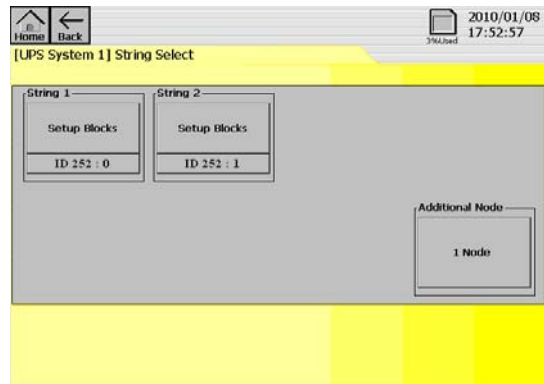 Home Back
3%Used
2010/01/08
17:52:57
[UPS System 1] String Select
String 1
Setup Blocks
ID 252 : 0
String 2
Setup Blocks
ID 252 : 1
Additional Node
1 Node